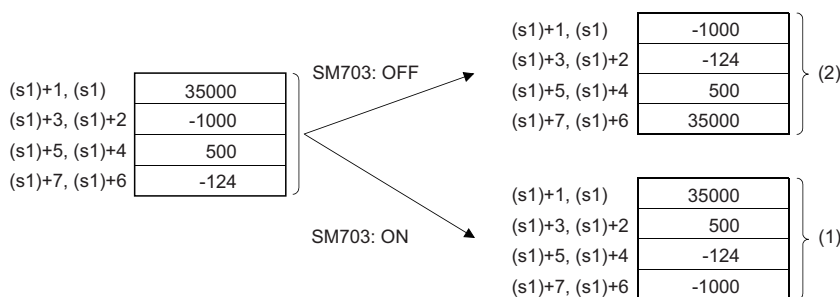 (s1)+1, (s1) 35000
(s1)+3, (s1)+2 -1000
(s1)+5, (s1)+4 500
(s1)+7, (s1)+6 -124
SM703: OFF
SM703: ON
(s1)+1, (s1) -1000
(s1)+3, (s1)+2 -124
(s1)+5, (s1)+4 500
(s1)+7, (s1)+6 35000
(2)
(s1)+1, (s1) 35000
(s1)+3, (s1)+2 500
(s1)+5, (s1)+4 -124
(s1)+7, (s1)+6 -1000
(1)